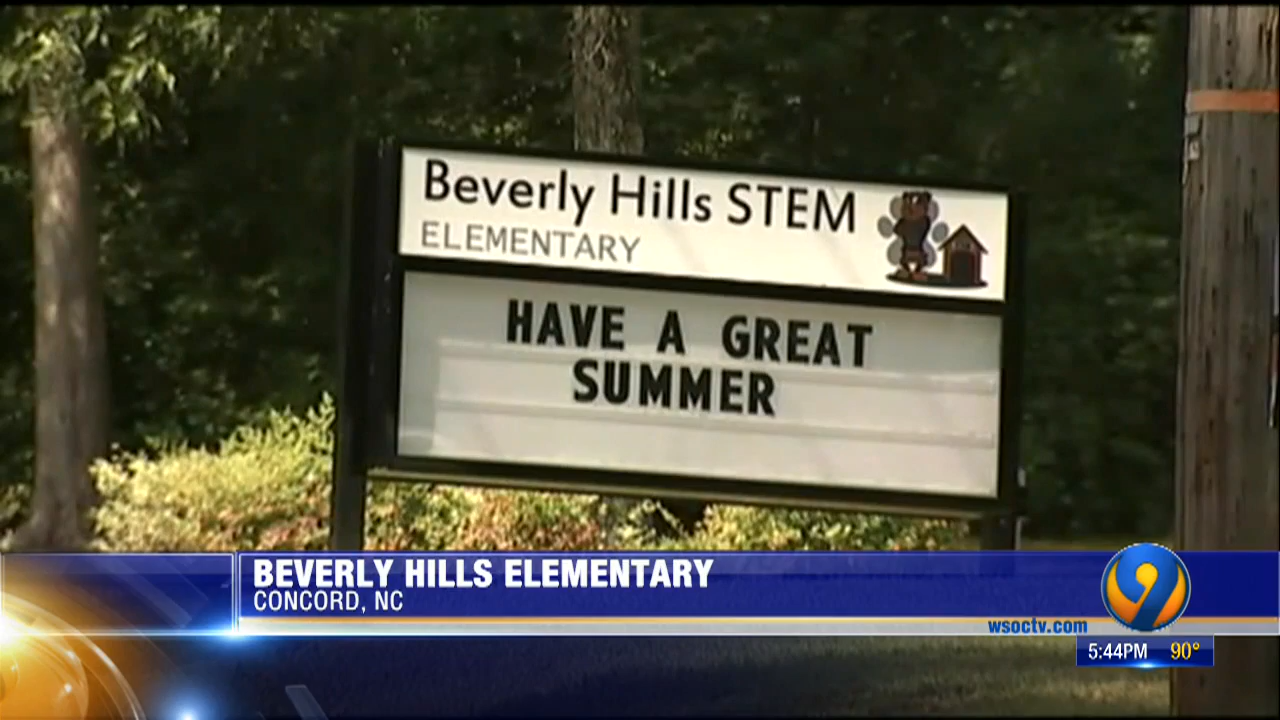 Beverly Hills STEM
ELEMENTARY
HAVE A GREAT
SUMMER
BEVERLY HILLS ELEMENTARY
CONCORD, NC
9
wsoctv.com
5:44PM 90°